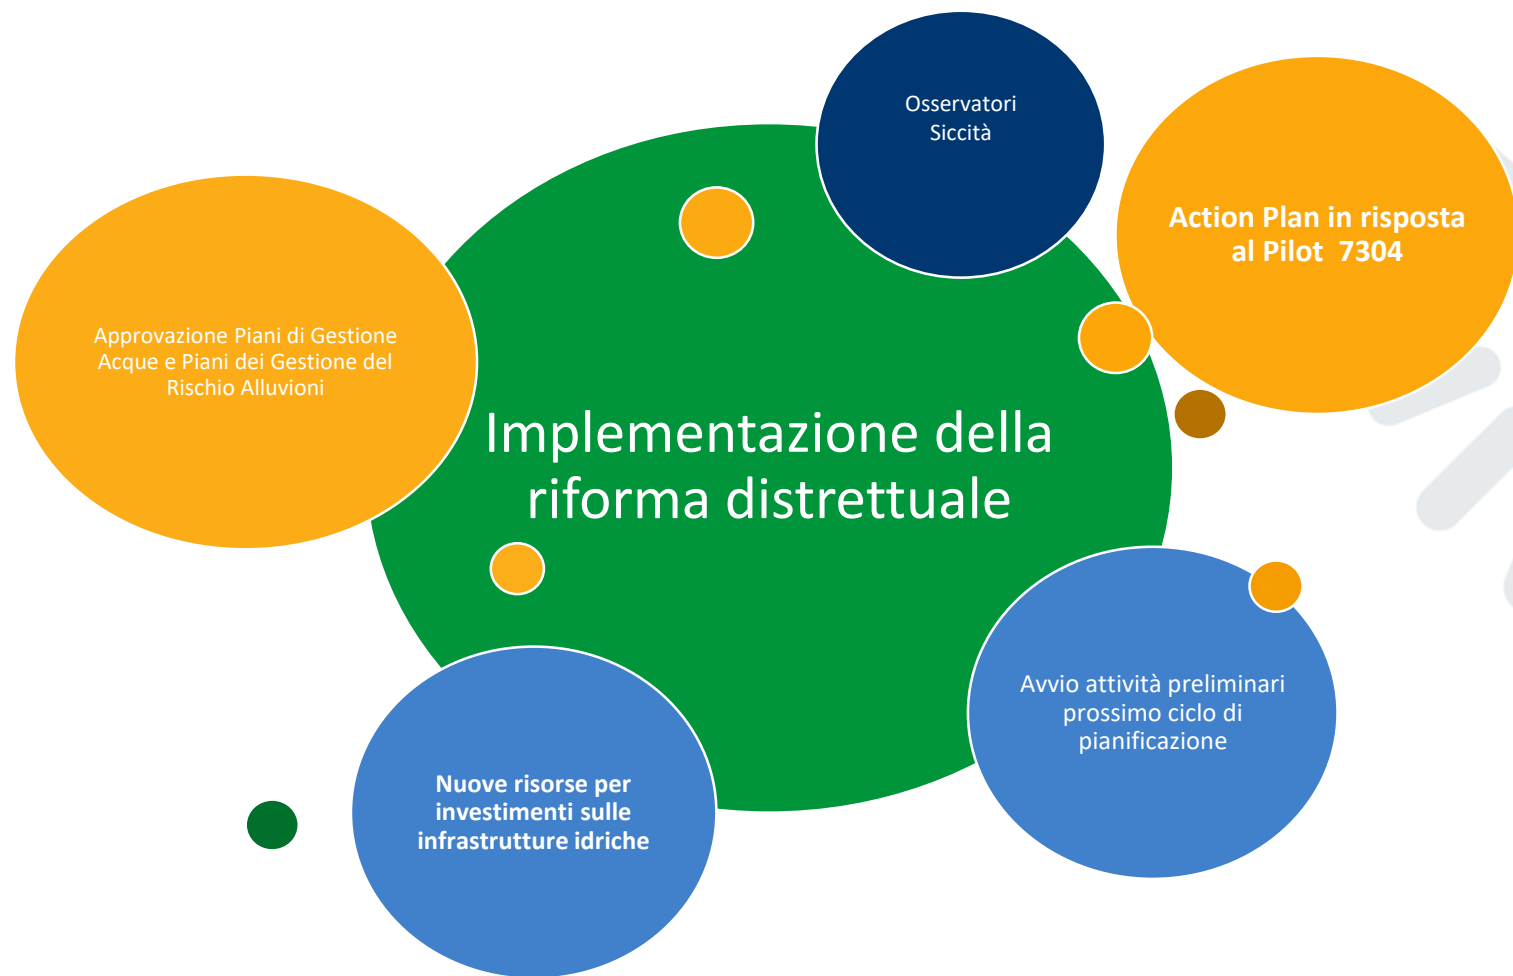 Osservatori
Siccità
Action Plan in risposta
al Pilot 7304
Approvazione Piani di Gestione
Acque e Piani dei Gestione del
Rischio Alluvioni
Implementazione della
riforma distrettuale
Avvio attività preliminari
prossimo ciclo di
pianificazione
Nuove risorse per
investimenti sulle
infrastrutture idriche